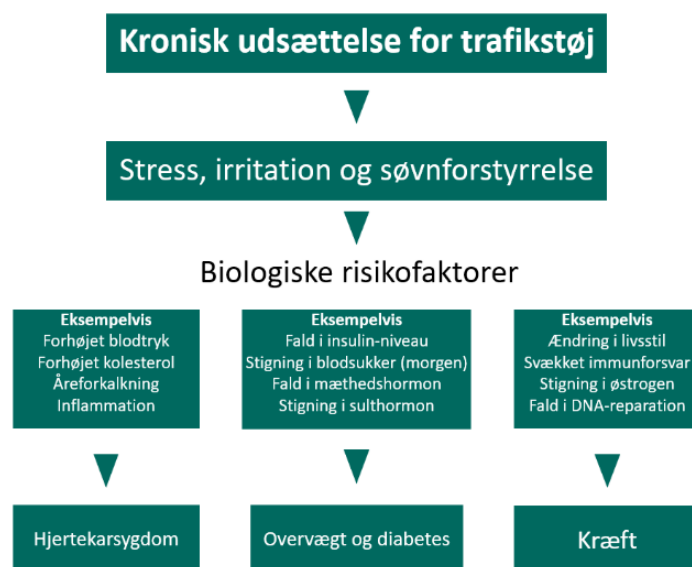 Kronisk udsættelse for trafikstøj
Stress, irritation og søvnforstyrrelse
Biologiske risikofaktorer
Eksempelvis
Forhøjet blodtryk
Forhøjet kolesterol
Åreforkalkning
Inflammation
Eksempelvis
Fald i insulin-niveau
Stigning i blodsukker (morgen)
Fald i mæthedshormon
Stigning i sulthormon
Eksempelvis
Ændring i livsstil
Svækket immunforsvar
Stigning i østrogen
Fald i DNA-reparation
Hjertekarsygdom
Overvægt og diabetes
Kræft